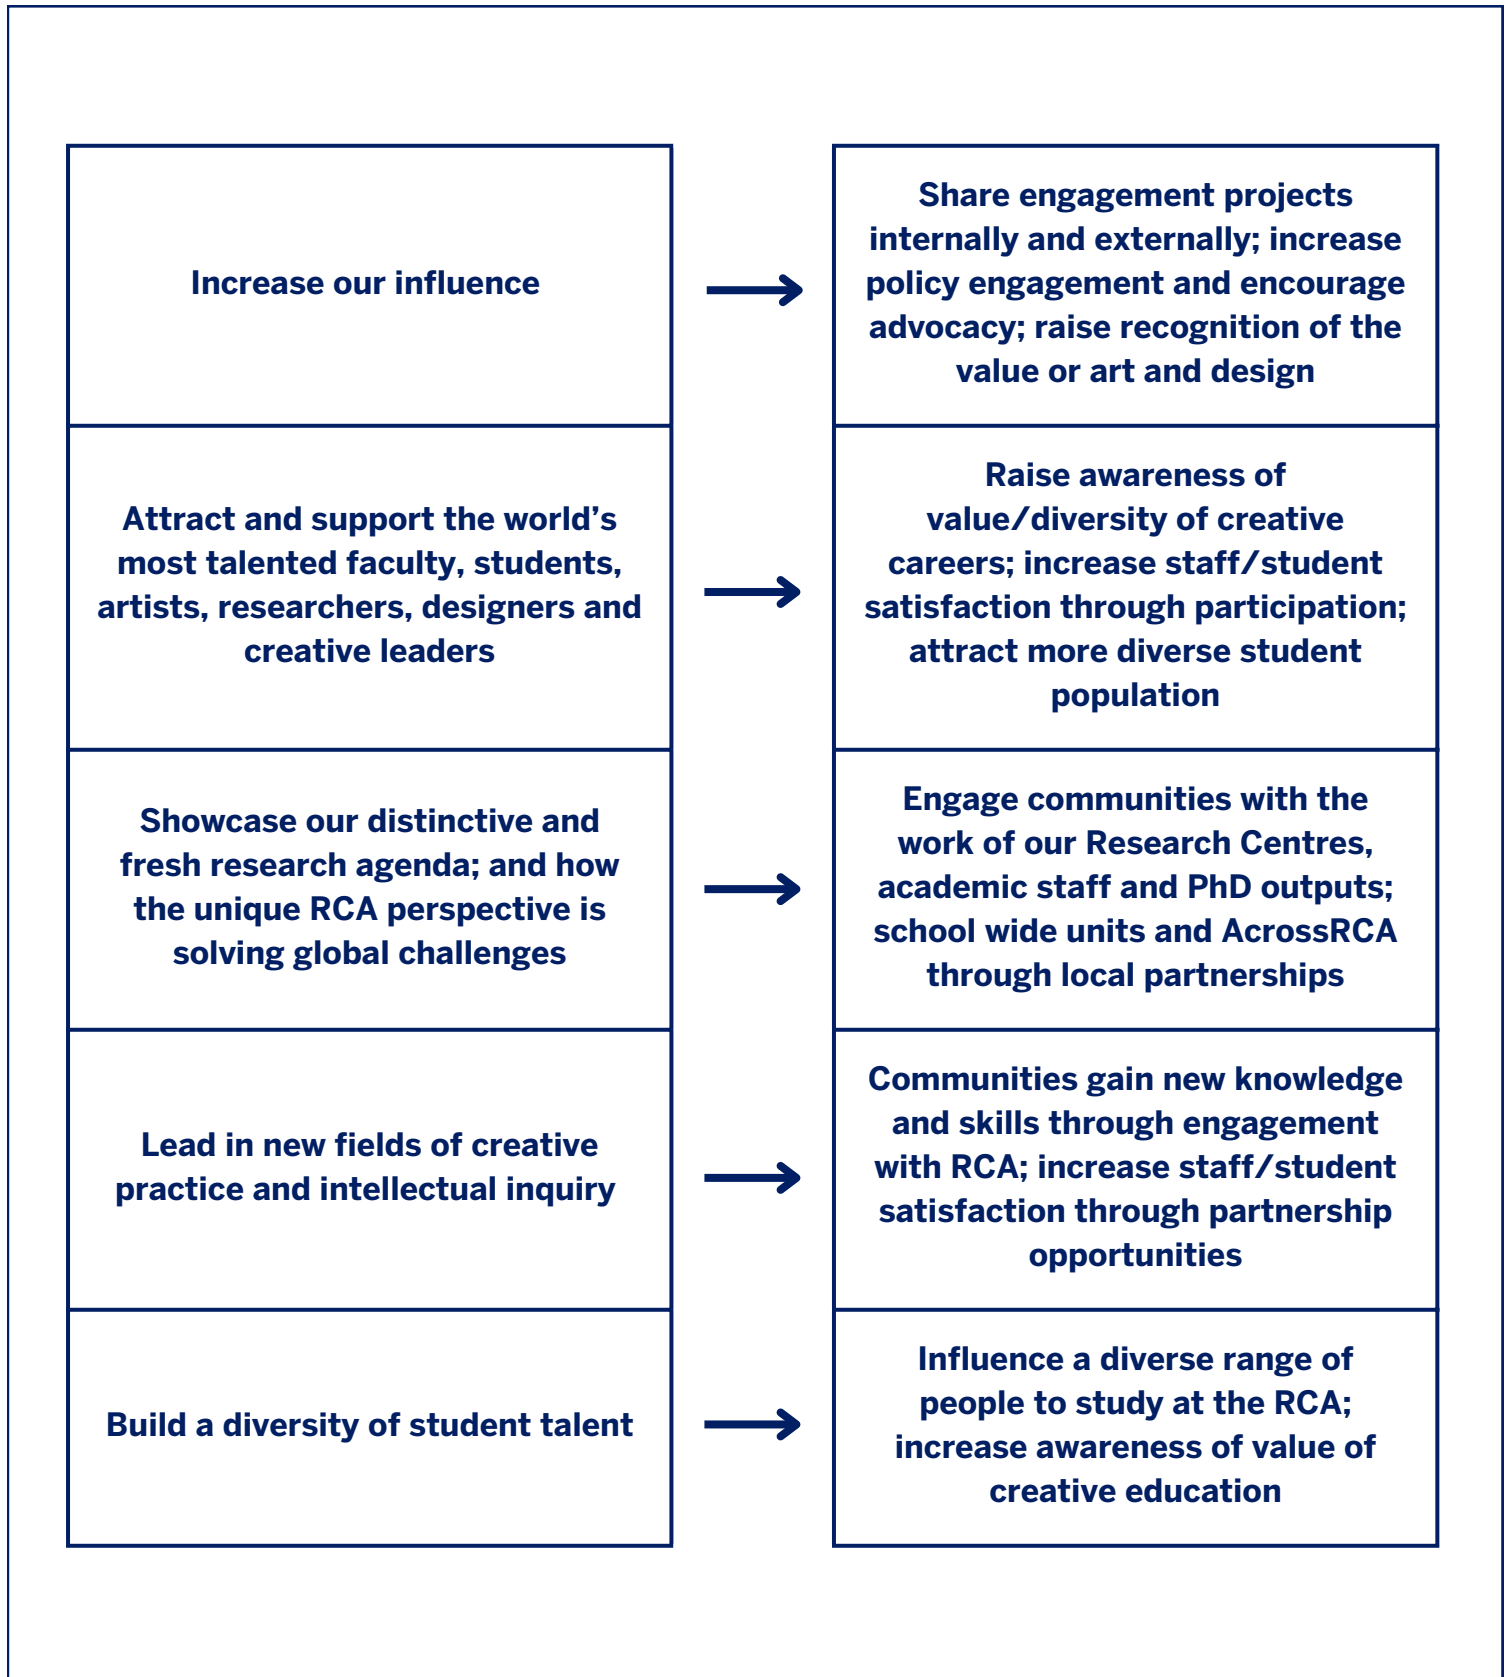 Increase our influence
Share engagement projects
internally and externally; increase
policy engagement and encourage
advocacy; raise recognition of the
value or art and design
Attract and support the world’s
most talented faculty, students,
artists, researchers, designers and
creative leaders
Raise awareness of
value/diversity of creative
careers; increase staff/student
satisfaction through participation;
attract more diverse student
population
Showcase our distinctive and
fresh research agenda; and how
the unique RCA perspective is
solving global challenges
Engage communities with the
work of our Research Centres,
academic staff and PhD outputs;
school wide units and AcrossRCA
through local partnerships
Lead in new fields of creative
practice and intellectual inquiry
Communities gain new knowledge
and skills through engagement
with RCA; increase staff/student
satisfaction through partnership
opportunities
Build a diversity of student talent
Influence a diverse range of
people to study at the RCA;
increase awareness of value of
creative education